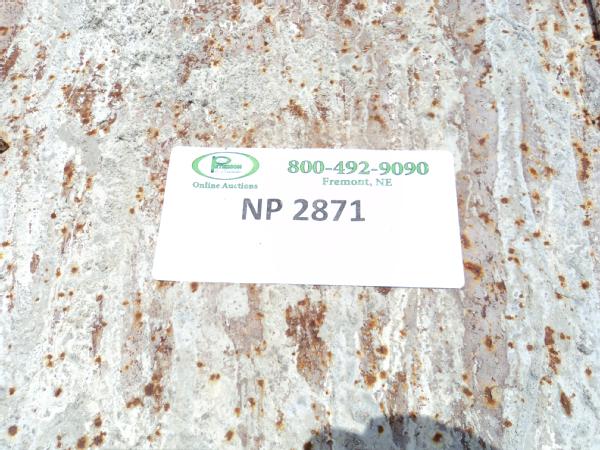 800-492-9090
Online Auctions
Fremont, NE
NP 2871